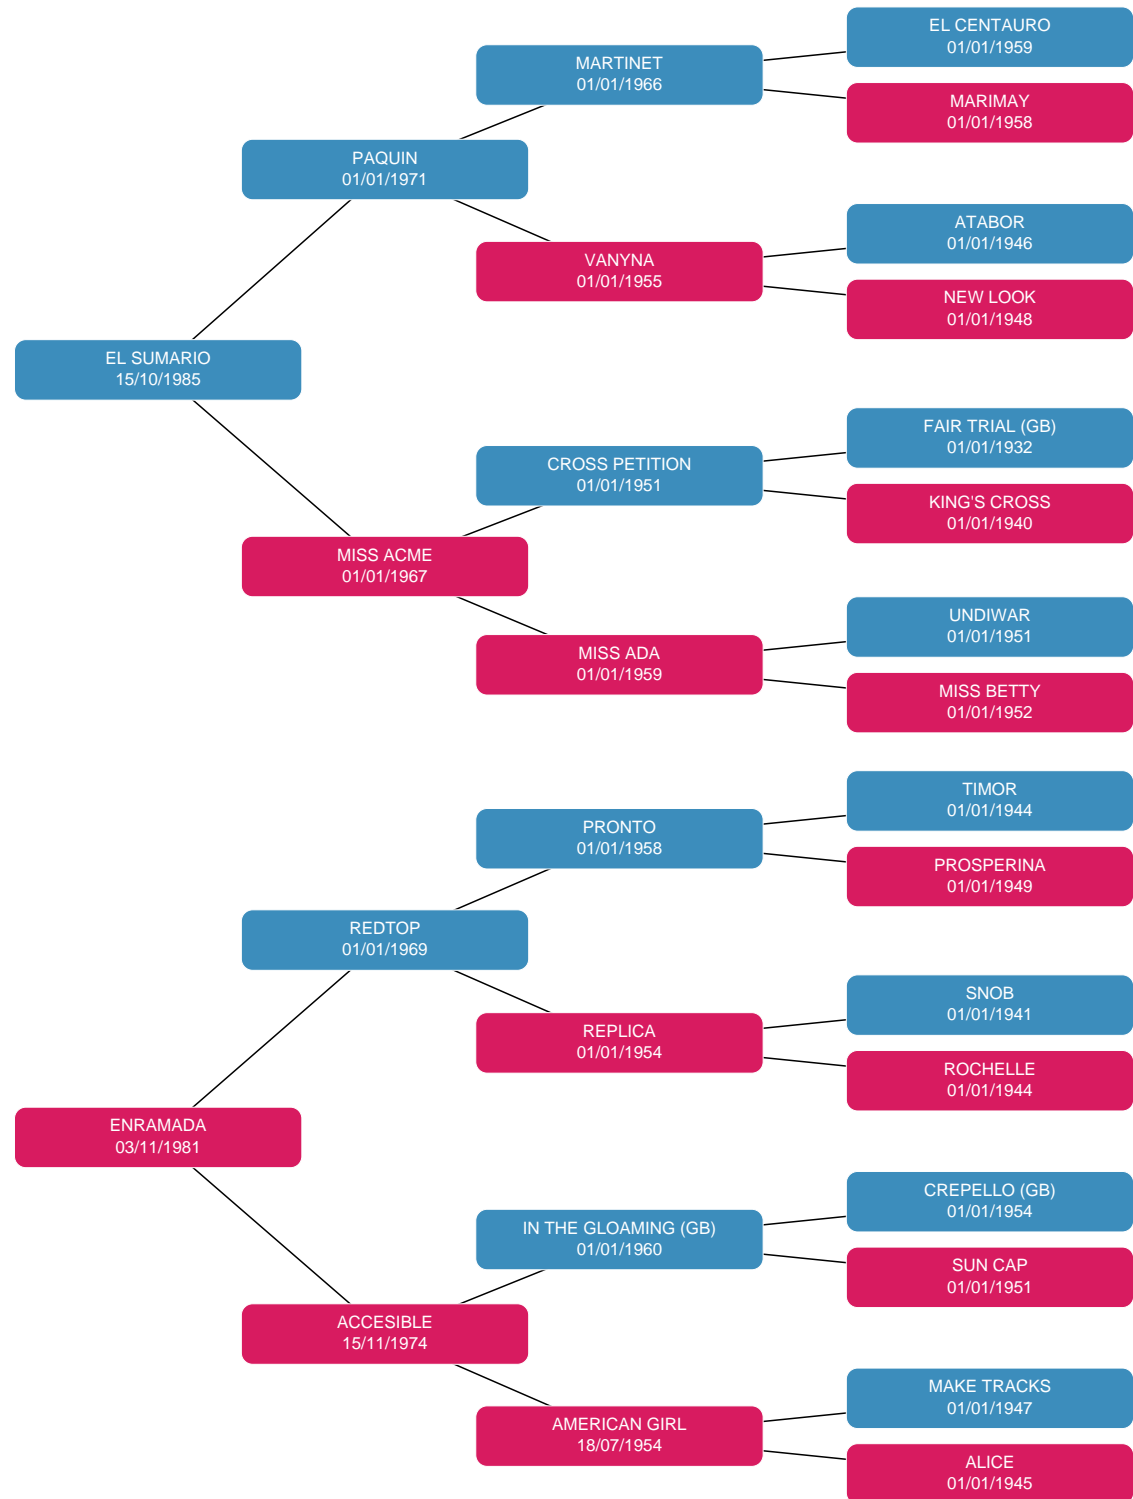 EL CENTAURO
01/01/1959
MARTINET
01/01/1966
MARIMAY
01/01/1958
PAQUIN
01/01/1971
ATABOR
01/01/1946
VANYNA
01/01/1955
NEW LOOK
01/01/1948
EL SUMARIO
15/10/1985
FAIR TRIAL (GB)
01/01/1932
CROSS PETITION
01/01/1951
KING'S CROSS
01/01/1940
MISS ACME
01/01/1967
UNDIWAR
01/01/1951
MISS ADA
01/01/1959
MISS BETTY
01/01/1952
TIMOR
01/01/1944
PRONTO
01/01/1958
PROSPERINA
01/01/1949
REDTOP
01/01/1969
SNOB
01/01/1941
REPLICA
01/01/1954
ROCHELLE
01/01/1944
ENRAMADA
03/11/1981
CREPELLO (GB)
01/01/1954
IN THE GLOAMING (GB)
01/01/1960
SUN CAP
01/01/1951
ACCESIBLE
15/11/1974
MAKE TRACKS
01/01/1947
AMERICAN GIRL
18/07/1954
ALICE
01/01/1945